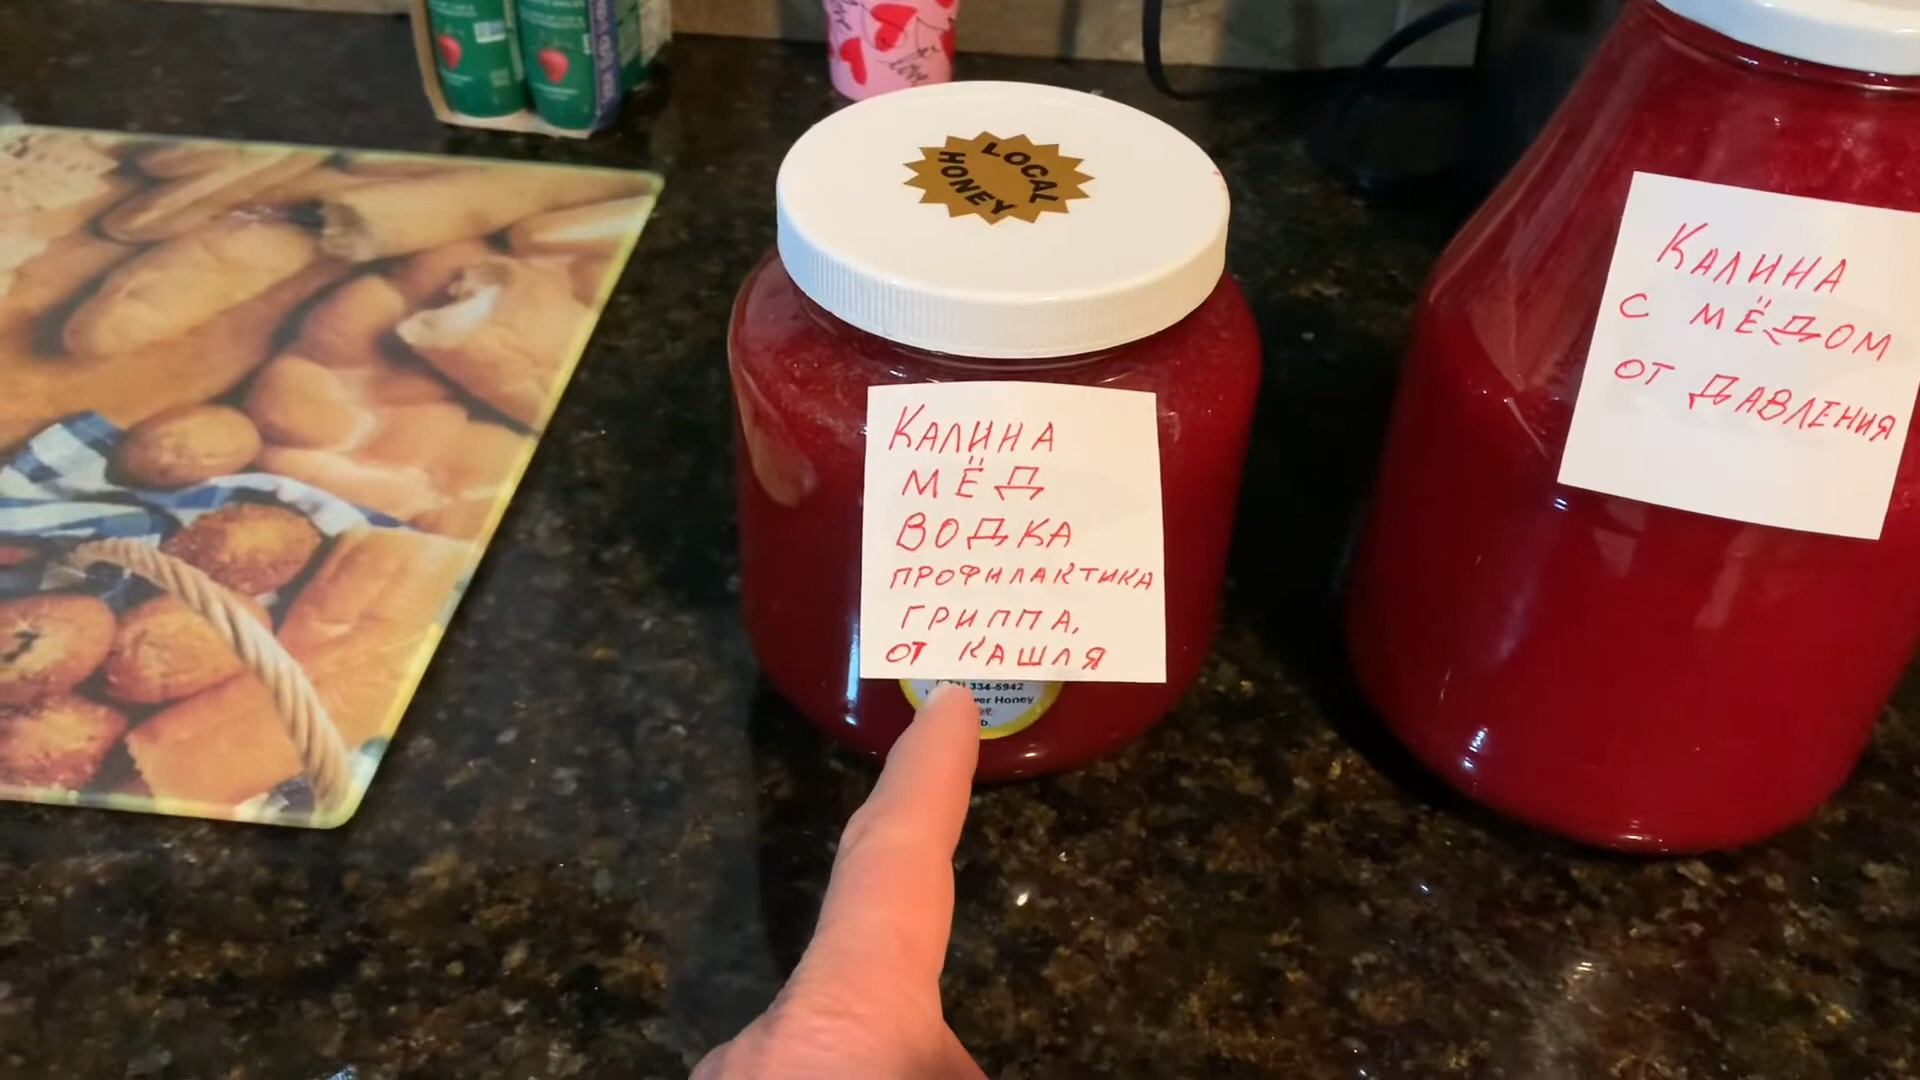 LOCAL
HONEY
КАЛИНА
МЁД
ВОДКА
ПРОФИЛАКТИКА
ГРИППА,
ОТ КАШЛЯ
334-5942
Honey
КАЛИНА
С МЁДОМ
ОТ ДАВЛЕНИЯ